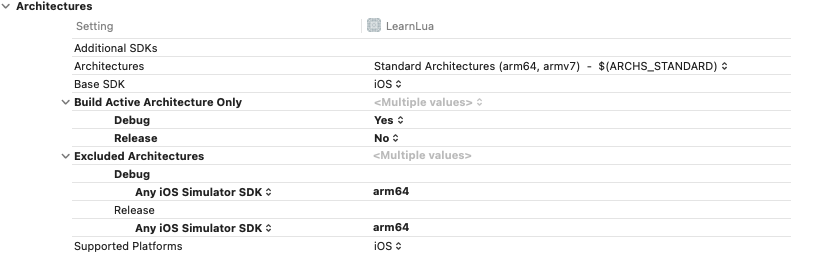 Architectures
Setting LearnLua
Additional SDKs
Architectures Standard Architectures (arm64, armv7) - $(ARCHS_STANDARD)
Base SDK iOS
Build Active Architecture Only <Multiple values>
Debug Yes
Release No
Excluded Architectures <Multiple values>
Debug
Any iOS Simulator SDK arm64
Release
Any iOS Simulator SDK arm64
Supported Platforms iOS